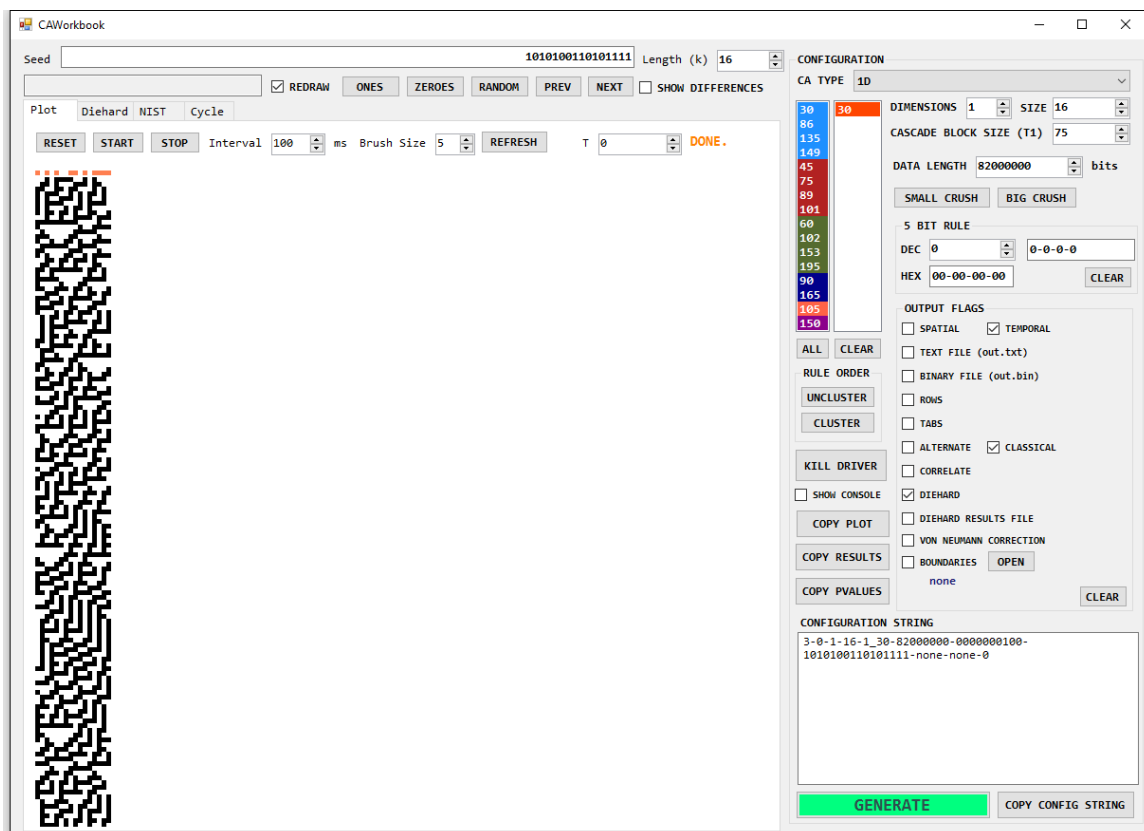 CAWorkbook
Seed 1010100110101111 Length (k) 16
REDRAW ONES ZEROES RANDOM PREV NEXT SHOW DIFFERENCES
Plot Diehard NIST Cycle
RESET START STOP Interval 100 ms Brush Size 5 REFRESH T 0 DONE.
CONFIGURATION
CA TYPE 1D
30
86
135
149
45
75
89
101
60
102
153
195
90
165
105
150
30
DIMENSIONS 1 SIZE 16
CASCADE BLOCK SIZE (T1) 75
DATA LENGTH 82000000 bits
SMALL CRUSH BIG CRUSH
5 BIT RULE
DEC 0 0-0-0-0
HEX 00-00-00-00 CLEAR
ALL CLEAR
RULE ORDER
UNCLUSTER
CLUSTER
KILL DRIVER
SHOW CONSOLE
COPY PLOT
COPY RESULTS
COPY PVALUES
OUTPUT FLAGS
SPATIAL TEMPORAL
TEXT FILE (out.txt)
BINARY FILE (out.bin)
ROWS
TABS
ALTERNATE CLASSICAL
CORRELATE
DIEHARD
DIEHARD RESULTS FILE
VON NEUMANN CORRECTION
BOUNDARIES OPEN
none
CLEAR
CONFIGURATION STRING
3-0-1-16-1_30-82000000-0000000100-
1010100110101111-none-none-0
GENERATE COPY CONFIG STRING